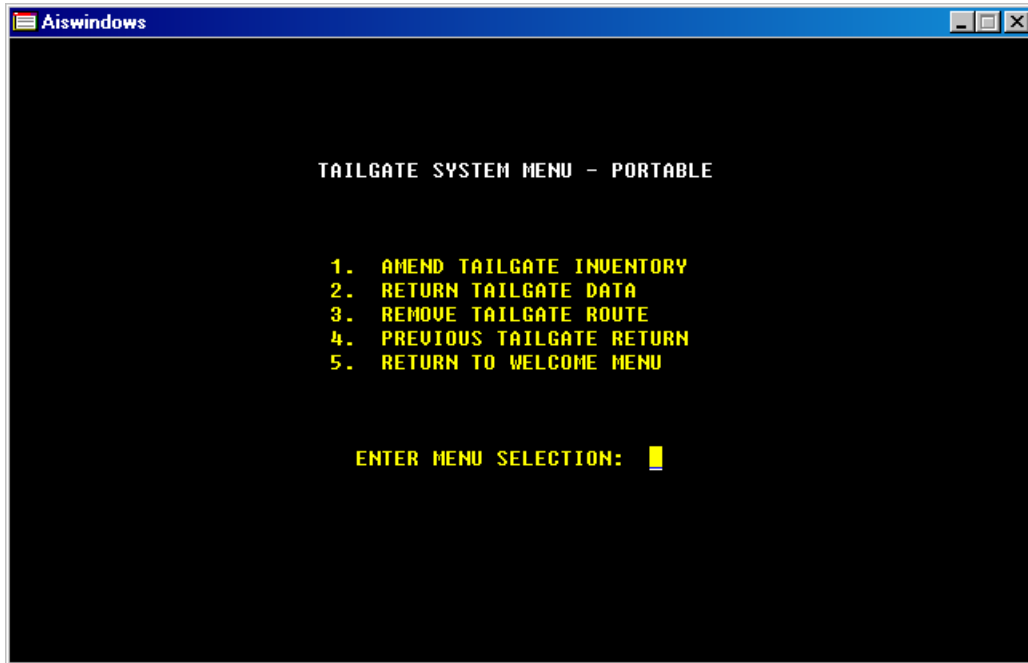 Aiswindows
TAILGATE SYSTEM MENU - PORTABLE
1. AMEND TAILGATE INVENTORY
2. RETURN TAILGATE DATA
3. REMOVE TAILGATE ROUTE
4. PREVIOUS TAILGATE RETURN
5. RETURN TO WELCOME MENU
ENTER MENU SELECTION: